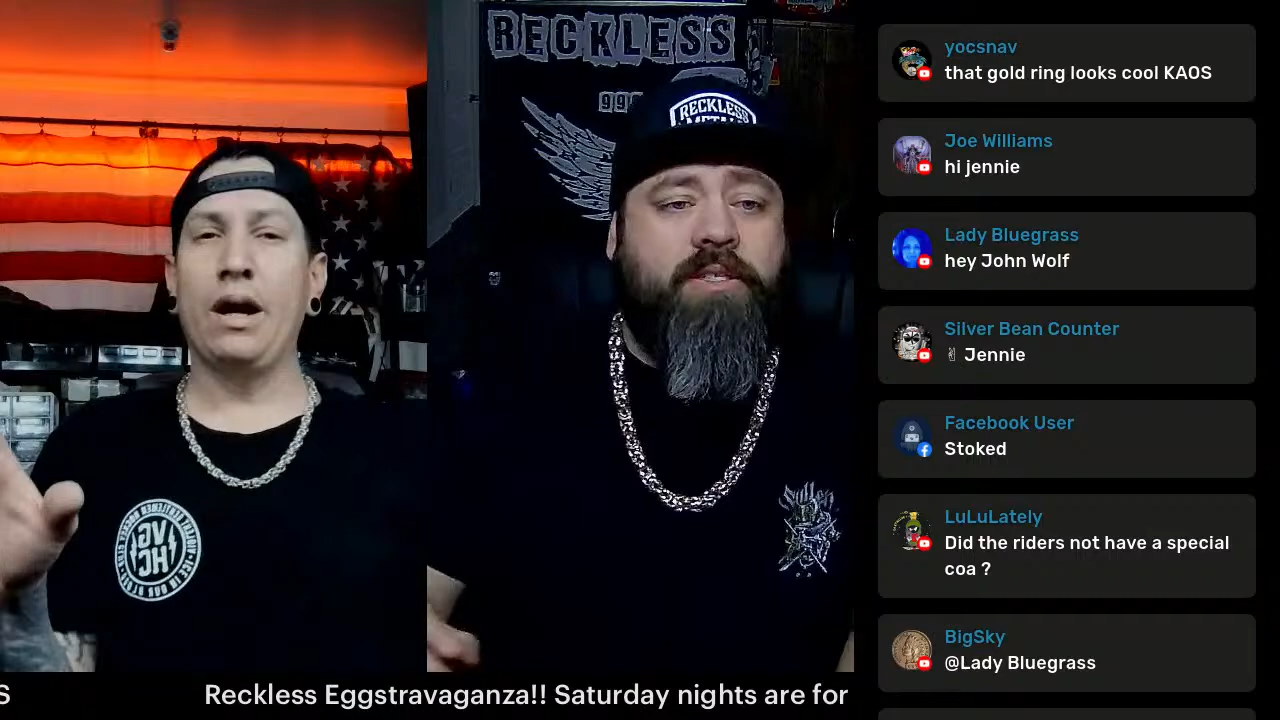 RECKLESS
RECKLESS
METALS
yocsnav
that gold ring looks cool KAOS
Joe Williams
hi jennie
Lady Bluegrass
hey John Wolf
Silver Bean Counter
✌ Jennie
Facebook User
Stoked
LuLuLately
Did the riders not have a special
coa ?
BigSky
@Lady Bluegrass
S Reckless Eggstravaganza!! Saturday nights are for